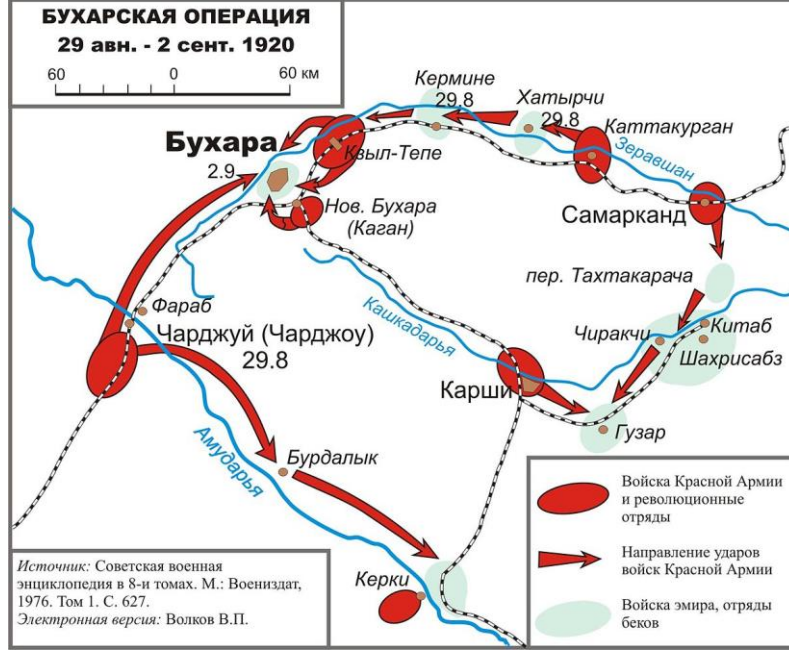 БУХАРСКАЯ ОПЕРАЦИЯ
29 авн. - 2 сент. 1920
60 0 60 км
Кермине
29.8
Хатырчи
29.8
Каттакурган
Зеравшан
Бухара
2.9
Квыл-Тепе
Нов. Бухара
(Каган)
Самарканд
пер. Тахтакарача
Фараб
Чарджуй (Чарджоу)
29.8
Кашкадарья
Чиракчи
Китаб
Шахрисабз
Карши
Гузар
Амударья
Бурдалык
Керки
Войска Красной Армии
и революционные
отряды
Направление ударов
войск Красной Армии
Войска эмира, отряды
беков
Источник: Советская военная
энциклопедия в 8-и томах. М.: Воениздат,
1976. Том 1. С. 627.
Электронная версия: Волков В.П.